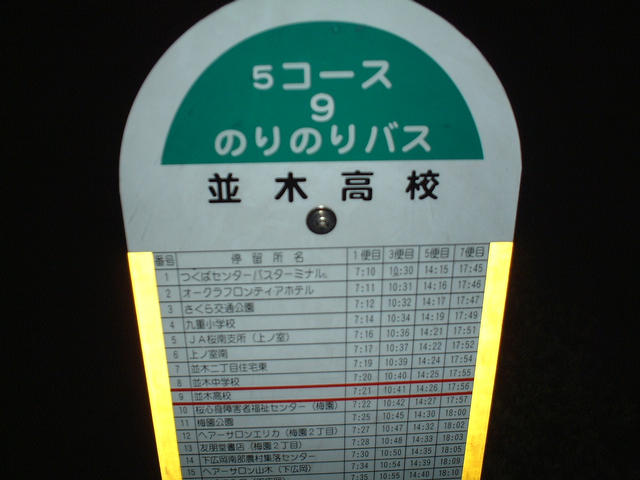 5コース
9
のりのりバス
並木高校
番号 停留所名 1便目 3便目 5便目 7便目
1 つくばセンターバスターミナル 7:10 10:30 14:15 17:45
2 オークラフロンティアホテル 7:11 10:31 14:16 17:46
3 さくら交通公園 7:12 10:32 14:17 17:47
4 九重小学校 7:14 10:34 14:19 17:49
5 JA桜南支所（上ノ室） 7:16 10:36 14:21 17:51
6 上ノ室南 7:17 10:37 14:22 17:52
7 並木二丁目住宅東 7:19 10:39 14:24 17:54
8 並木中学校 7:20 10:40 14:25 17:55
9 並木高校 7:21 10:41 14:26 17:56
10 桜心身障害者福祉センター（梅園） 7:22 10:42 14:27 17:57
11 梅園公園 7:25 10:45 14:30 18:00
12 ヘアーサロンエリカ（梅園2丁目） 7:27 10:47 14:32 18:02
13 友朋堂書店（梅園2丁目） 7:28 10:48 14:33 18:03
14 下広岡南部農村集落センター 7:30 10:50 14:35 18:05
15 ヘアーサロン山木（下広岡） 7:34 10:54 14:39 18:09
7:35 10:55 14:40 18:10